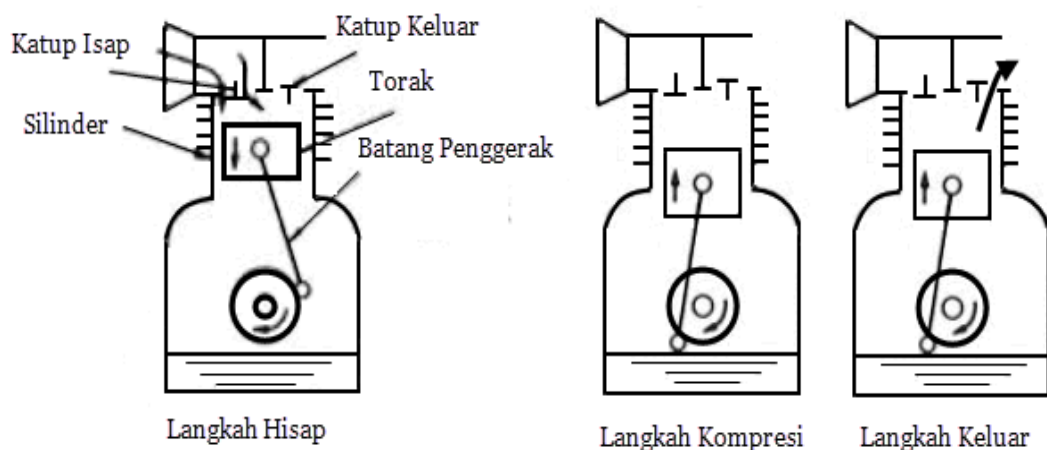 Katup Isap
Katup Keluar
Torak
Silinder
Batang Penggerak
Langkah Hisap
Langkah Kompresi
Langkah Keluar